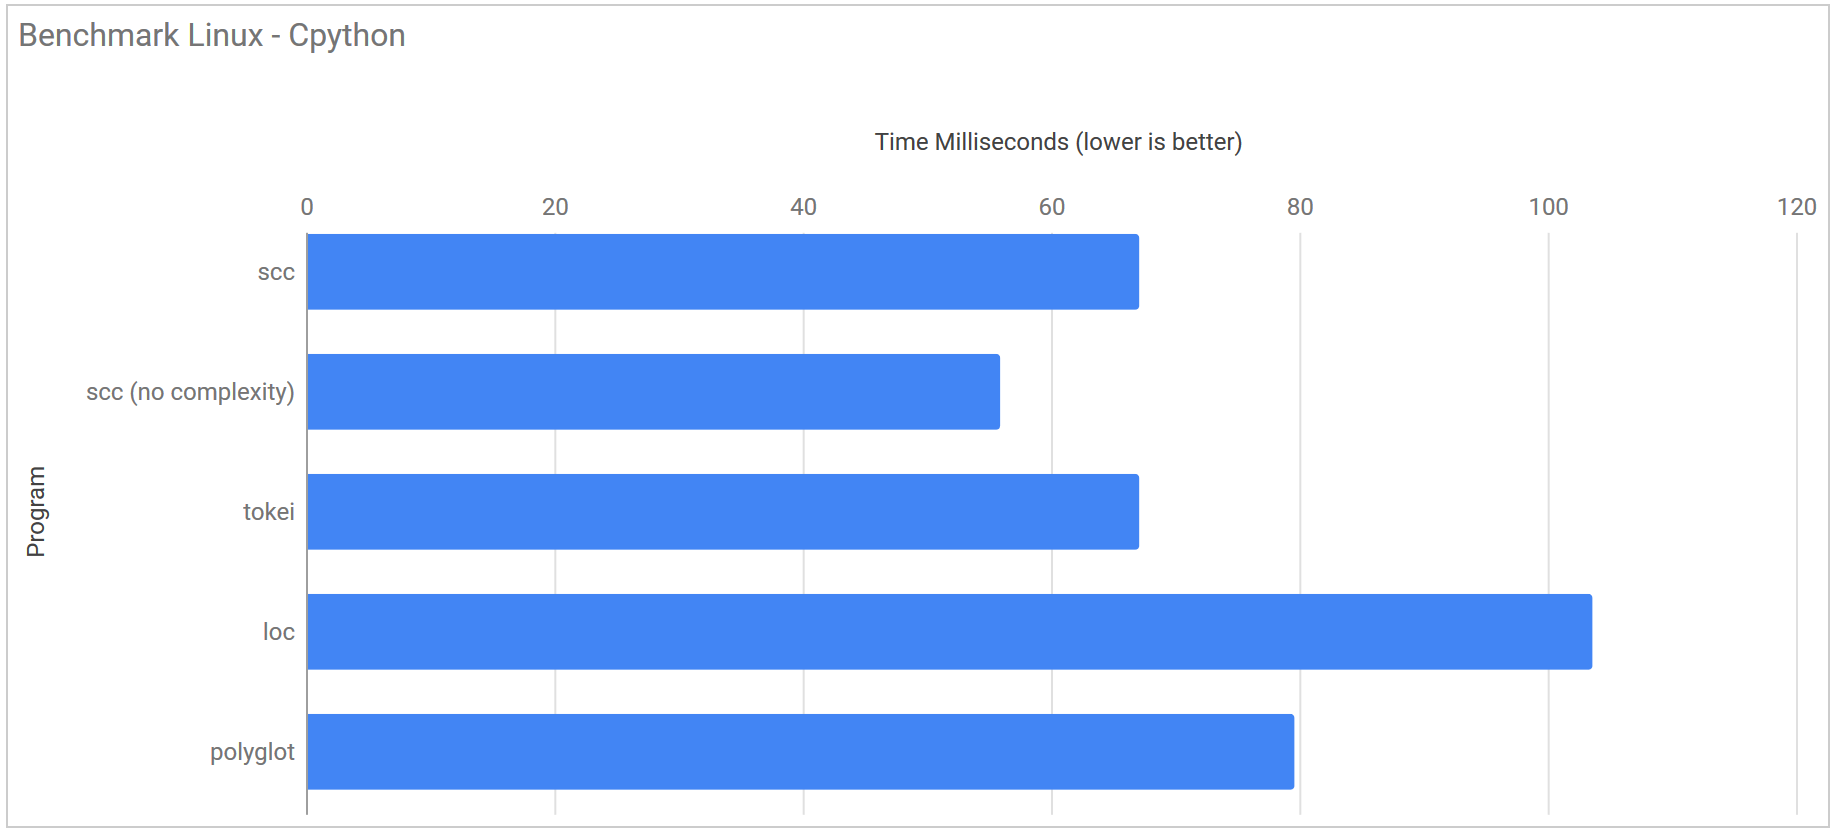 Benchmark Linux - Cpython
Time Milliseconds (lower is better)
0 20 40 60 80 100 120
scc
scc (no complexity)
tokei
loc
polyglot
Program